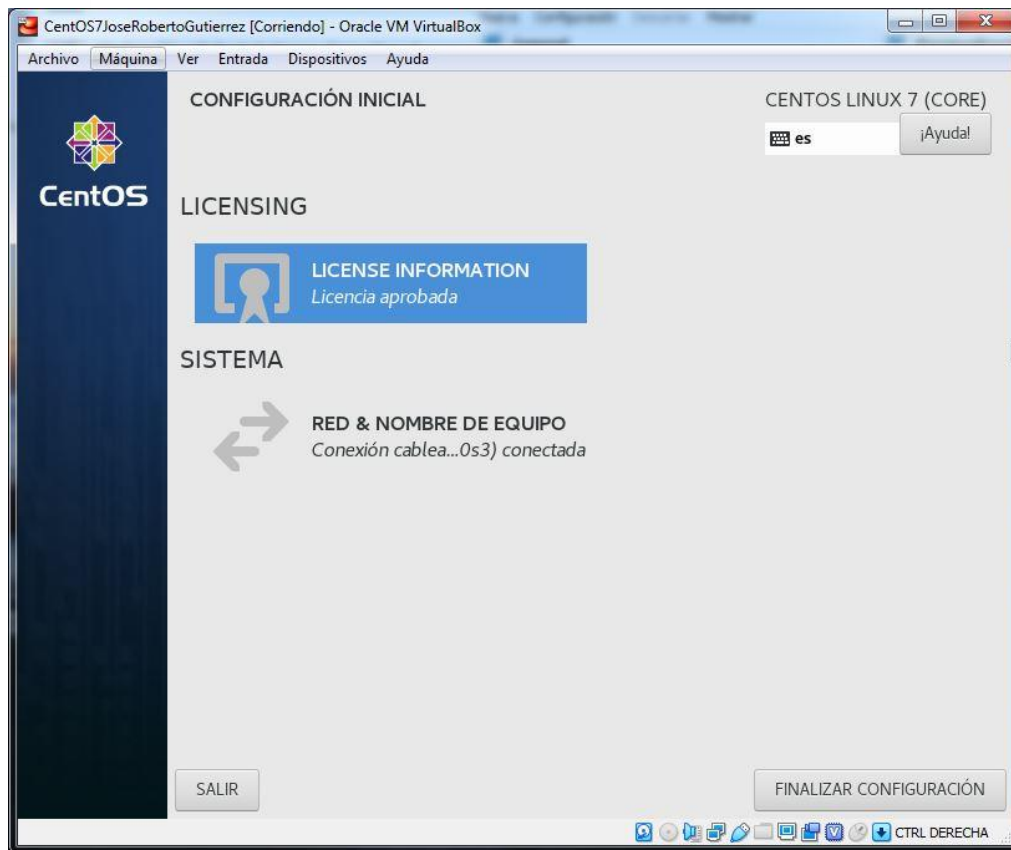 CentOS7JoseRobertoGutierrez [Corriendo] - Oracle VM VirtualBox
Archivo Máquina Ver Entrada Dispositivos Ayuda
CONFIGURACIÓN INICIAL
CENTOS LINUX 7 (CORE)
es
¡Ayuda!
CentOS
LICENSING
LICENSE INFORMATION
Licencia aprobada
SISTEMA
RED & NOMBRE DE EQUIPO
Conexión cablea...0s3) conectada
SALIR
FINALIZAR CONFIGURACIÓN
CTRL DERECHA